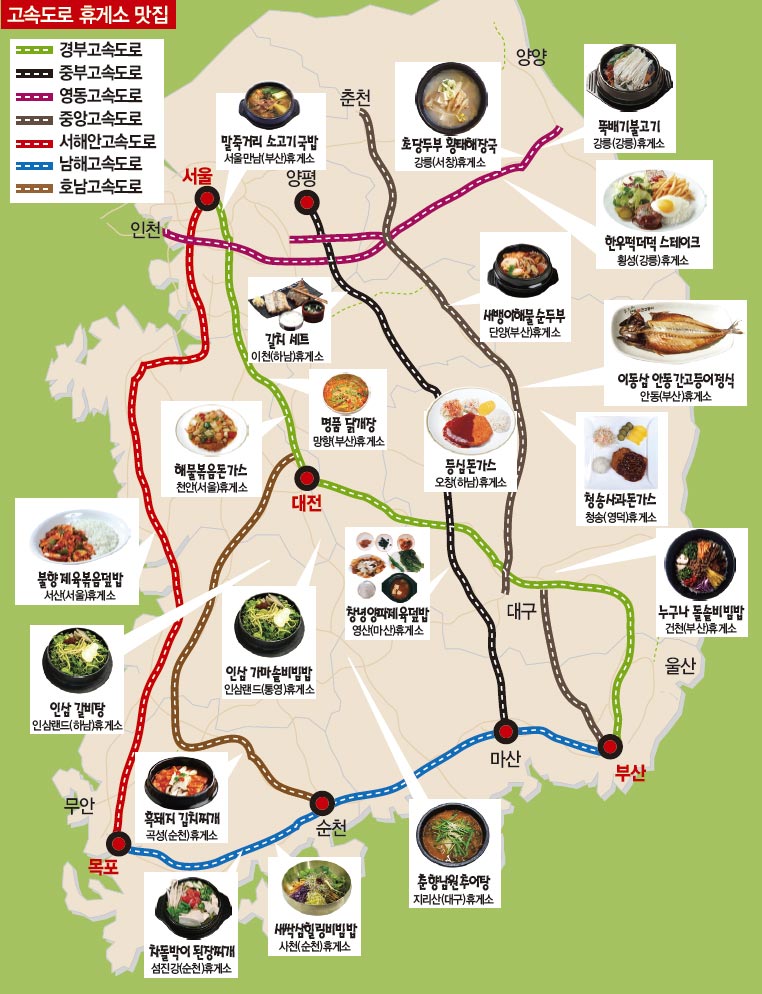 고속도로 휴게소 맛집
경부고속도로
중부고속도로
영동고속도로
중앙고속도로
서해안고속도로
남해고속도로
호남고속도로
양양
춘천
말죽거리 소고기국밥
서울만남(부산)휴게소
초당두부 황태해장국
강릉(서창)휴게소
뚝배기불고기
강릉(강릉)휴게소
서울
양평
인천
한우떡더덕 스테이크
횡성(강릉)휴게소
갈치 세트
이천(하남)휴게소
새뱅이해물순두부
단양(부산)휴게소
이동삼 안동간고등어정식
안동(부산)휴게소
명품 닭개장
망향(부산)휴게소
해물볶음돈가스
천안(서울)휴게소
등심돈가스
오창(하남)휴게소
청송사과돈가스
청송(영덕)휴게소
대전
불향제육볶음덮밥
서산(서울)휴게소
창녕양파제육덮밥
영산(마산)휴게소
대구
누구나 돌솥비빔밥
건천(부산)휴게소
인삼 갈비탕
인삼랜드(하남)휴게소
인삼 가마솥비빔밥
인삼랜드(통영)휴게소
울산
마산
부산
흑돼지 김치찌개
곡성(순천)휴게소
무안
순천
목포
춘향남원추어탕
지리산(대구)휴게소
차돌박이 된장찌개
섬진강(순천)휴게소
새싹삼힐링비빔밥
사천(순천)휴게소